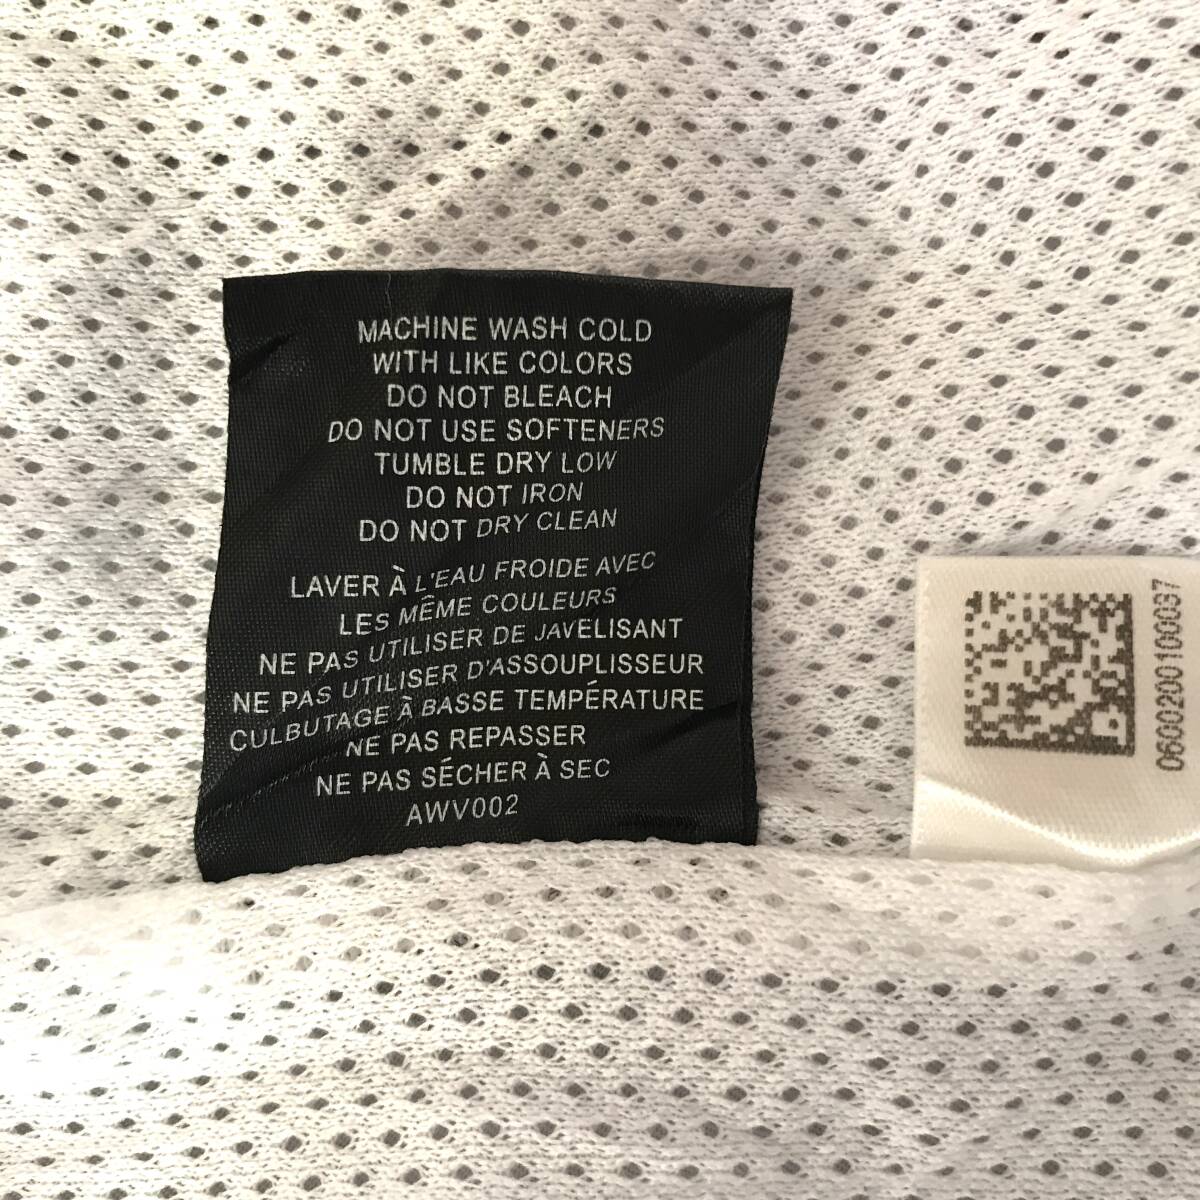 MACHINE WASH COLD
WITH LIKE COLORS
DO NOT BLEACH
DO NOT USE SOFTENERS
TUMBLE DRY LOW
DO NOT IRON
DO NOT DRY CLEAN
LAVER À L'EAU FROIDE AVEC
LES MÊME COULEURS
NE PAS UTILISER DE JAVELISANT
NE PAS UTILISER D'ASSOUPLISSEUR
CULBUTAGE À BASSE TEMPÉRATURE
NE PAS REPASSER
NE PAS SÉCHER À SEC
AWV002
0600200100037